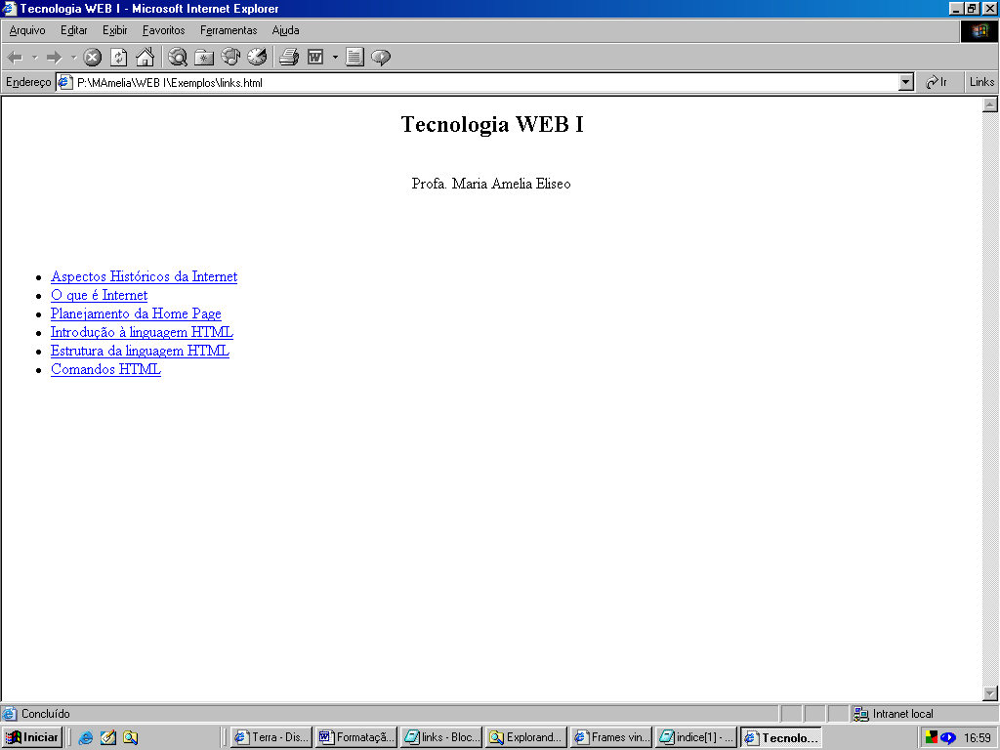 Tecnologia WEB I - Microsoft Internet Explorer
Arquivo Editar Exibir Favoritos Ferramentas Ajuda
Endereço P:\MAmelia\WEB I\Exemplos\links.html Ir Links
Tecnologia WEB I
Profa. Maria Amelia Eliseo
Aspectos Históricos da Internet
O que é Internet
Planejamento da Home Page
Introdução à linguagem HTML
Estrutura da linguagem HTML
Comandos HTML
Concluído Intranet local
Iniciar Terra - Dis... Formataçã... links - Bloc... Explorand... Frames vin... indice[1] - ... Tecnolo... 16:59